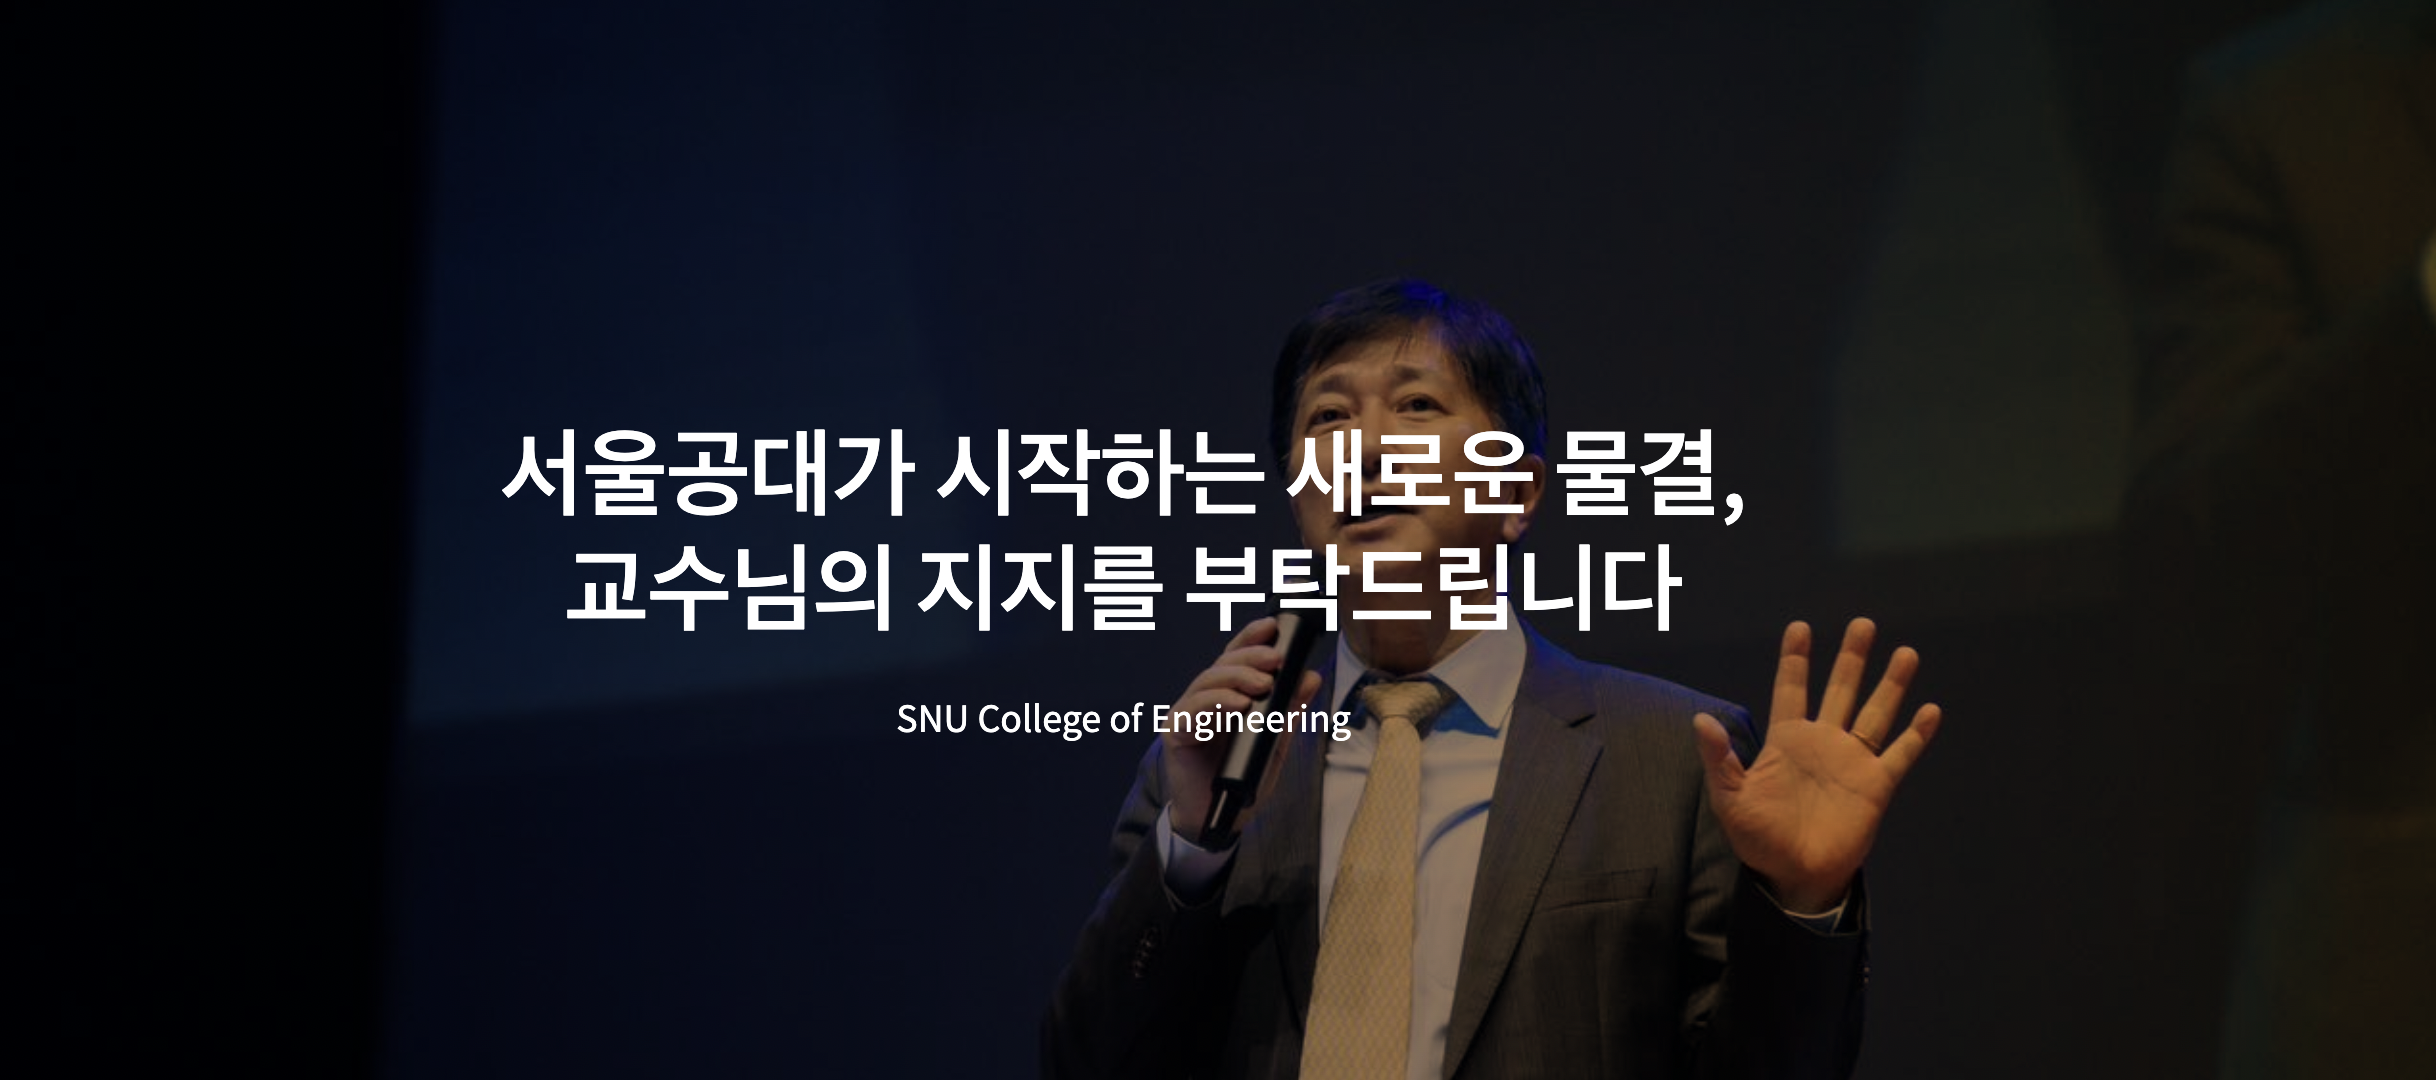 서울공대가 시작하는 새로운 물결,
교수님의 지지를 부탁드립니다
SNU College of Engineering